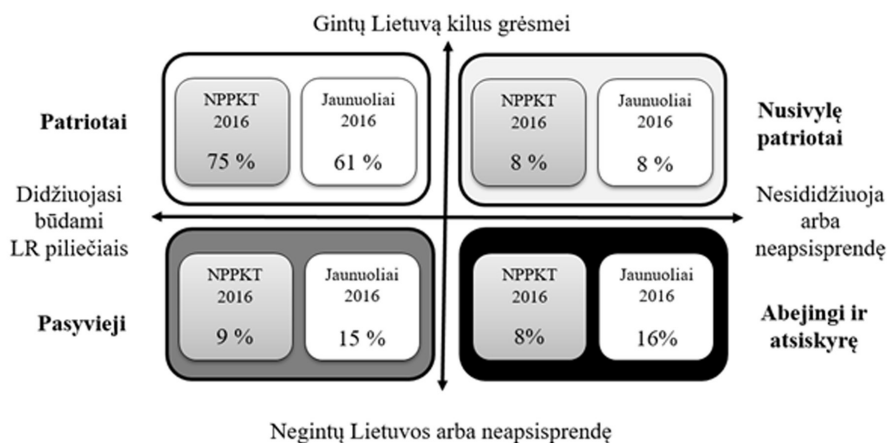 Gintų Lietuvą kilus grėsmei
Patriotai
NPPKT
2016
75 %
Jaunuoliai
2016
61 %
NPPKT
2016
8 %
Jaunuoliai
2016
8 %
Nusivylę
patriotai
Didžiuojasi
būdami
LR piliečiais
Nesididžiuoja
arba
neapsisprendę
Pasyvieji
NPPKT
2016
9 %
Jaunuoliai
2016
15 %
NPPKT
2016
8%
Jaunuoliai
2016
16%
Abejingi ir
atsiskyrę
Negintų Lietuvos arba neapsisprendę